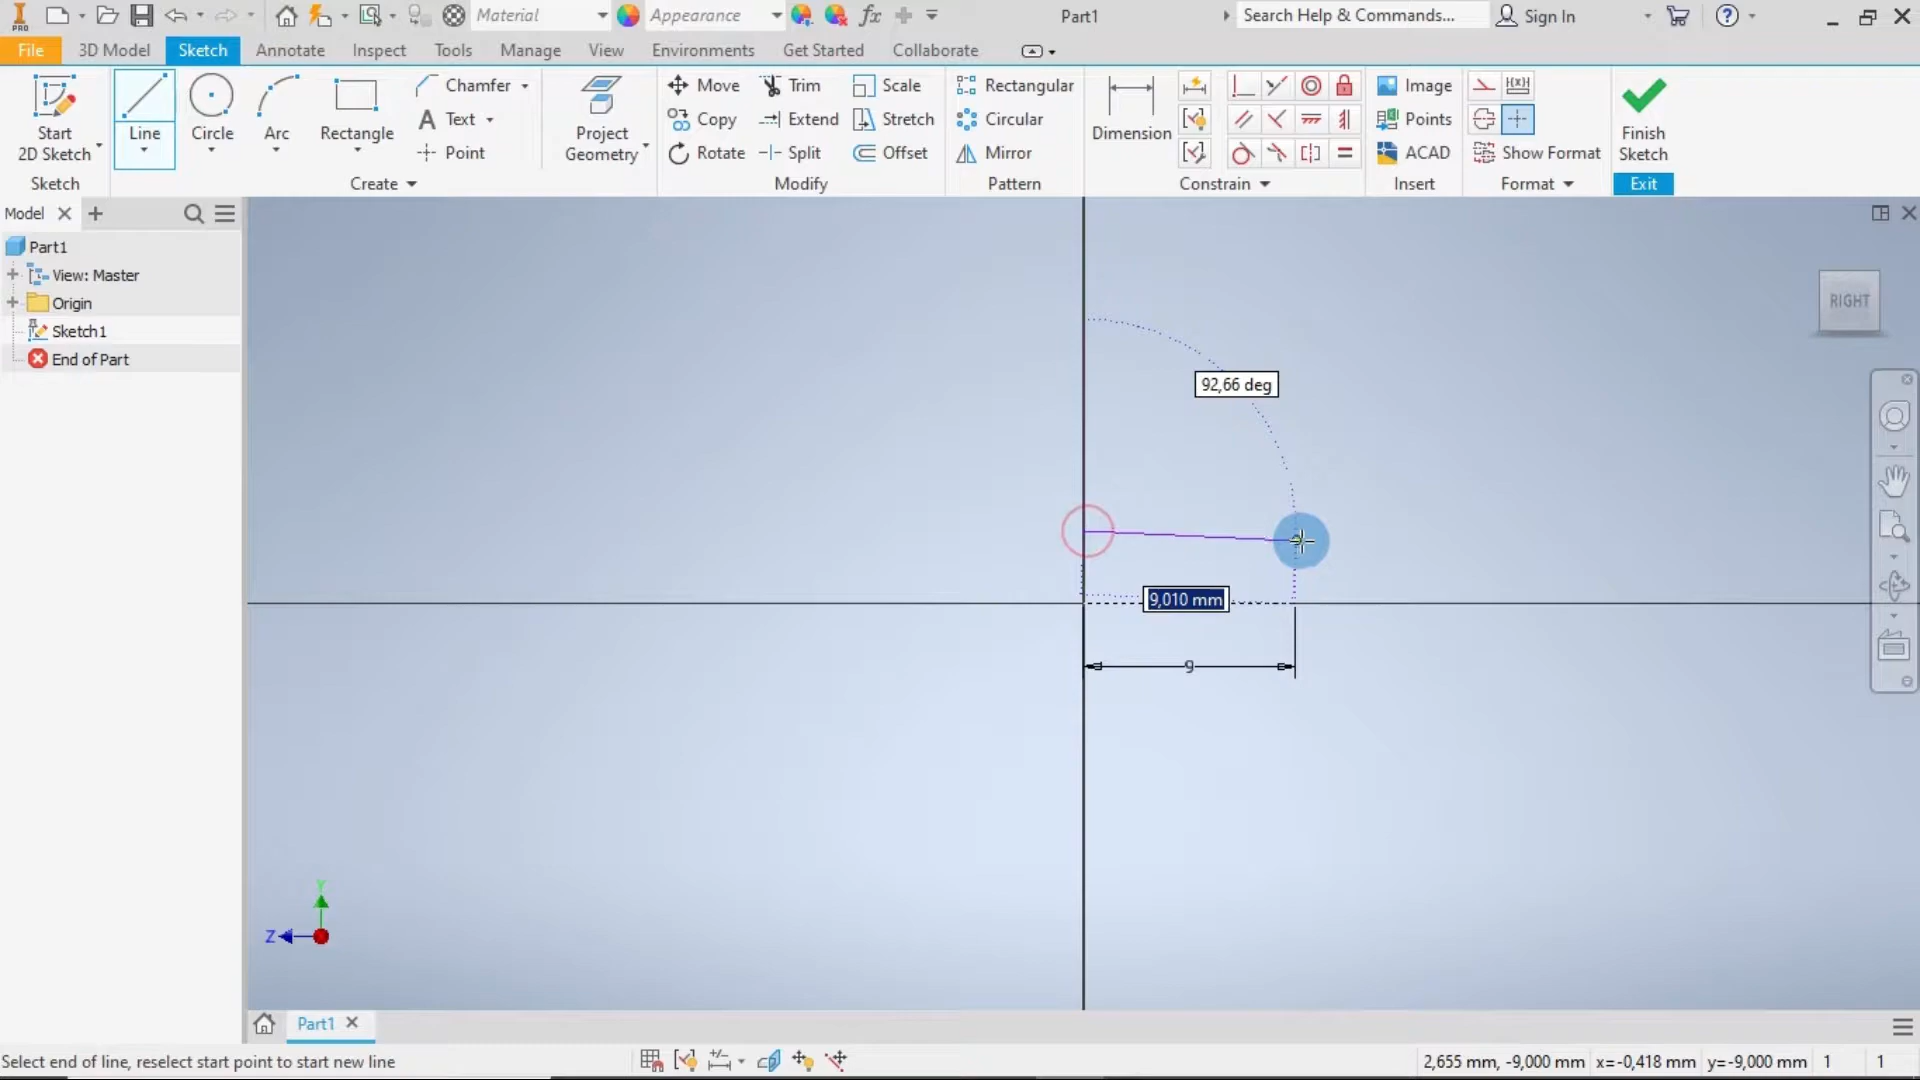 PRO Material Appearance fx Part1 Search Help & Commands... Sign In ?
File 3D Model Sketch Annotate Inspect Tools Manage View Environments Get Started Collaborate
Start 2D Sketch
Line
Circle
Arc
Rectangle
Chamfer
A Text
Point
Project Geometry
Move Trim Scale
Copy Extend Stretch
Rotate Split Offset
Rectangular
Circular
Mirror
Dimension
Image
Points
ACAD
Show Format
Finish Sketch
Sketch Create Modify Pattern Constrain Insert Format Exit
Model
Part1
View: Master
Origin
Sketch1
End of Part
RIGHT
92,66 deg
9,010 mm
9
Y
Z
Part1
Select end of line, reselect start point to start new line
2,655 mm, -9,000 mm x=-0,418 mm y=-9,000 mm 1 1